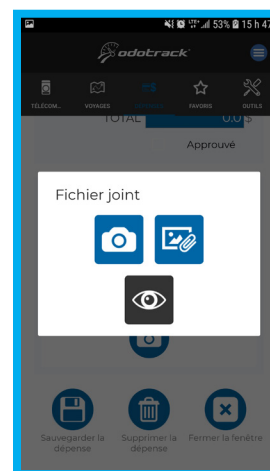 53% 15 h 47
odotrack
TÉLÉCOM... VOYAGES FAVORIS OUTILS
TOTAL 0.0 $
Approuvé
Fichier joint
Sauvegarder la dépense
Supprimer la dépense
Fermer la fenêtre